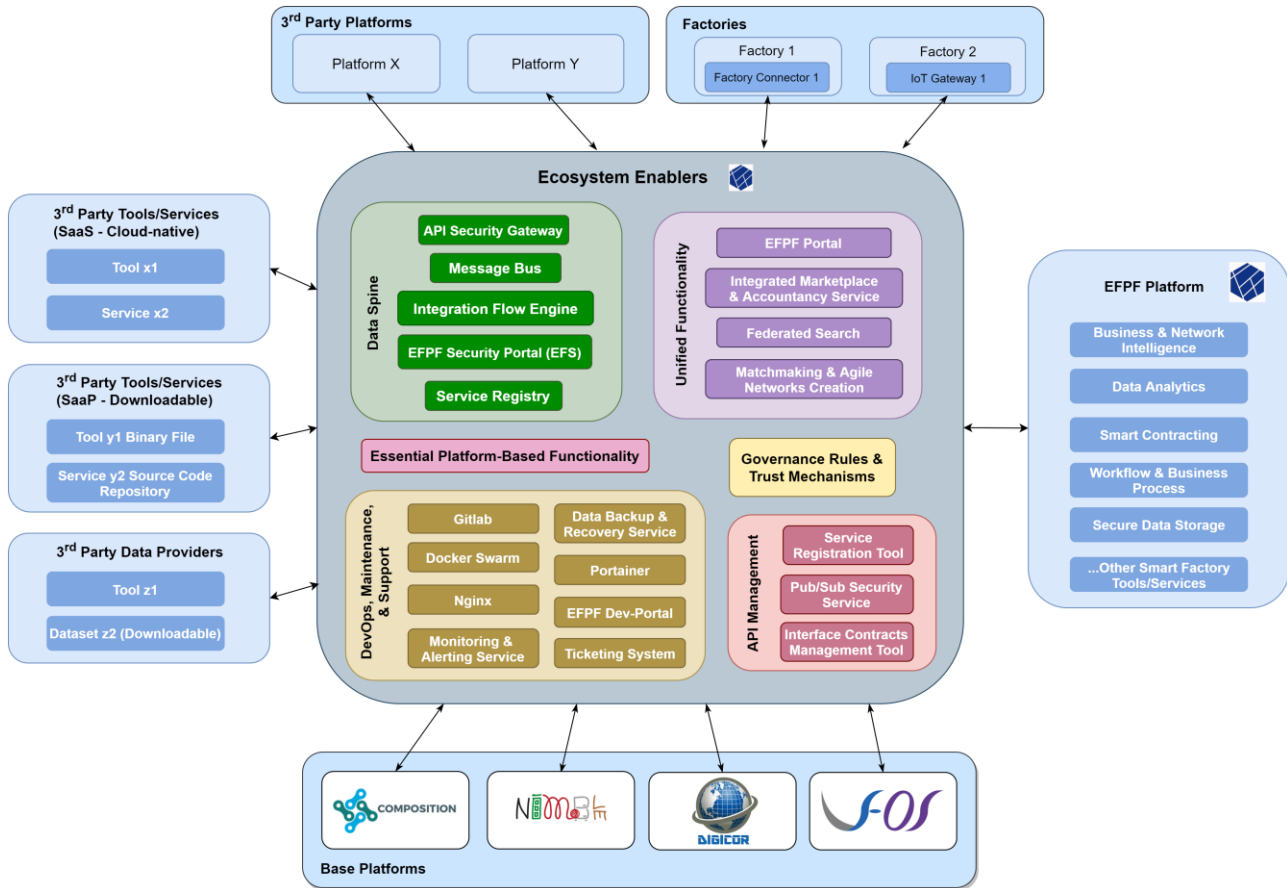 3rd Party Platforms
Platform X
Platform Y
Factories
Factory 1
Factory Connector 1
Factory 2
IoT Gateway 1
Ecosystem Enablers
3rd Party Tools/Services
(SaaS - Cloud-native)
Tool x1
Service x2
3rd Party Tools/Services
(SaaP - Downloadable)
Tool y1 Binary File
Service y2 Source Code
Repository
3rd Party Data Providers
Tool z1
Dataset z2 (Downloadable)
Data Spine
API Security Gateway
Message Bus
Integration Flow Engine
EFPF Security Portal (EFS)
Service Registry
Unified Functionality
EFPF Portal
Integrated Marketplace
& Accountancy Service
Federated Search
Matchmaking & Agile
Networks Creation
Essential Platform-Based Functionality
Governance Rules &
Trust Mechanisms
DevOps, Maintenance,
& Support
Gitlab
Docker Swarm
Nginx
Monitoring &
Alerting Service
Data Backup &
Recovery Service
Portainer
EFPF Dev-Portal
Ticketing System
API Management
Service
Registration Tool
Pub/Sub Security
Service
Interface Contracts
Management Tool
EFPF Platform
Business & Network
Intelligence
Data Analytics
Smart Contracting
Workflow & Business
Process
Secure Data Storage
...Other Smart Factory
Tools/Services
COMPOSITION
NIMBLE
DIGICOR
vf-OS
Base Platforms